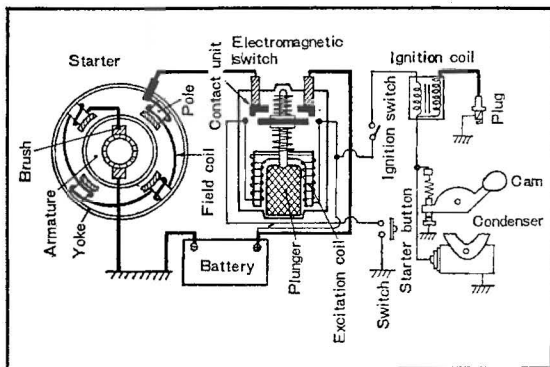 Starter
Electromagnetic
switch
Ignition coil
Contact unit
Pole
Plug
Ignition switch
Brush
Armature
Yoke
Field coil
Cam
Condenser
Battery
Plunger
Excitation coil
Switch
Starter button